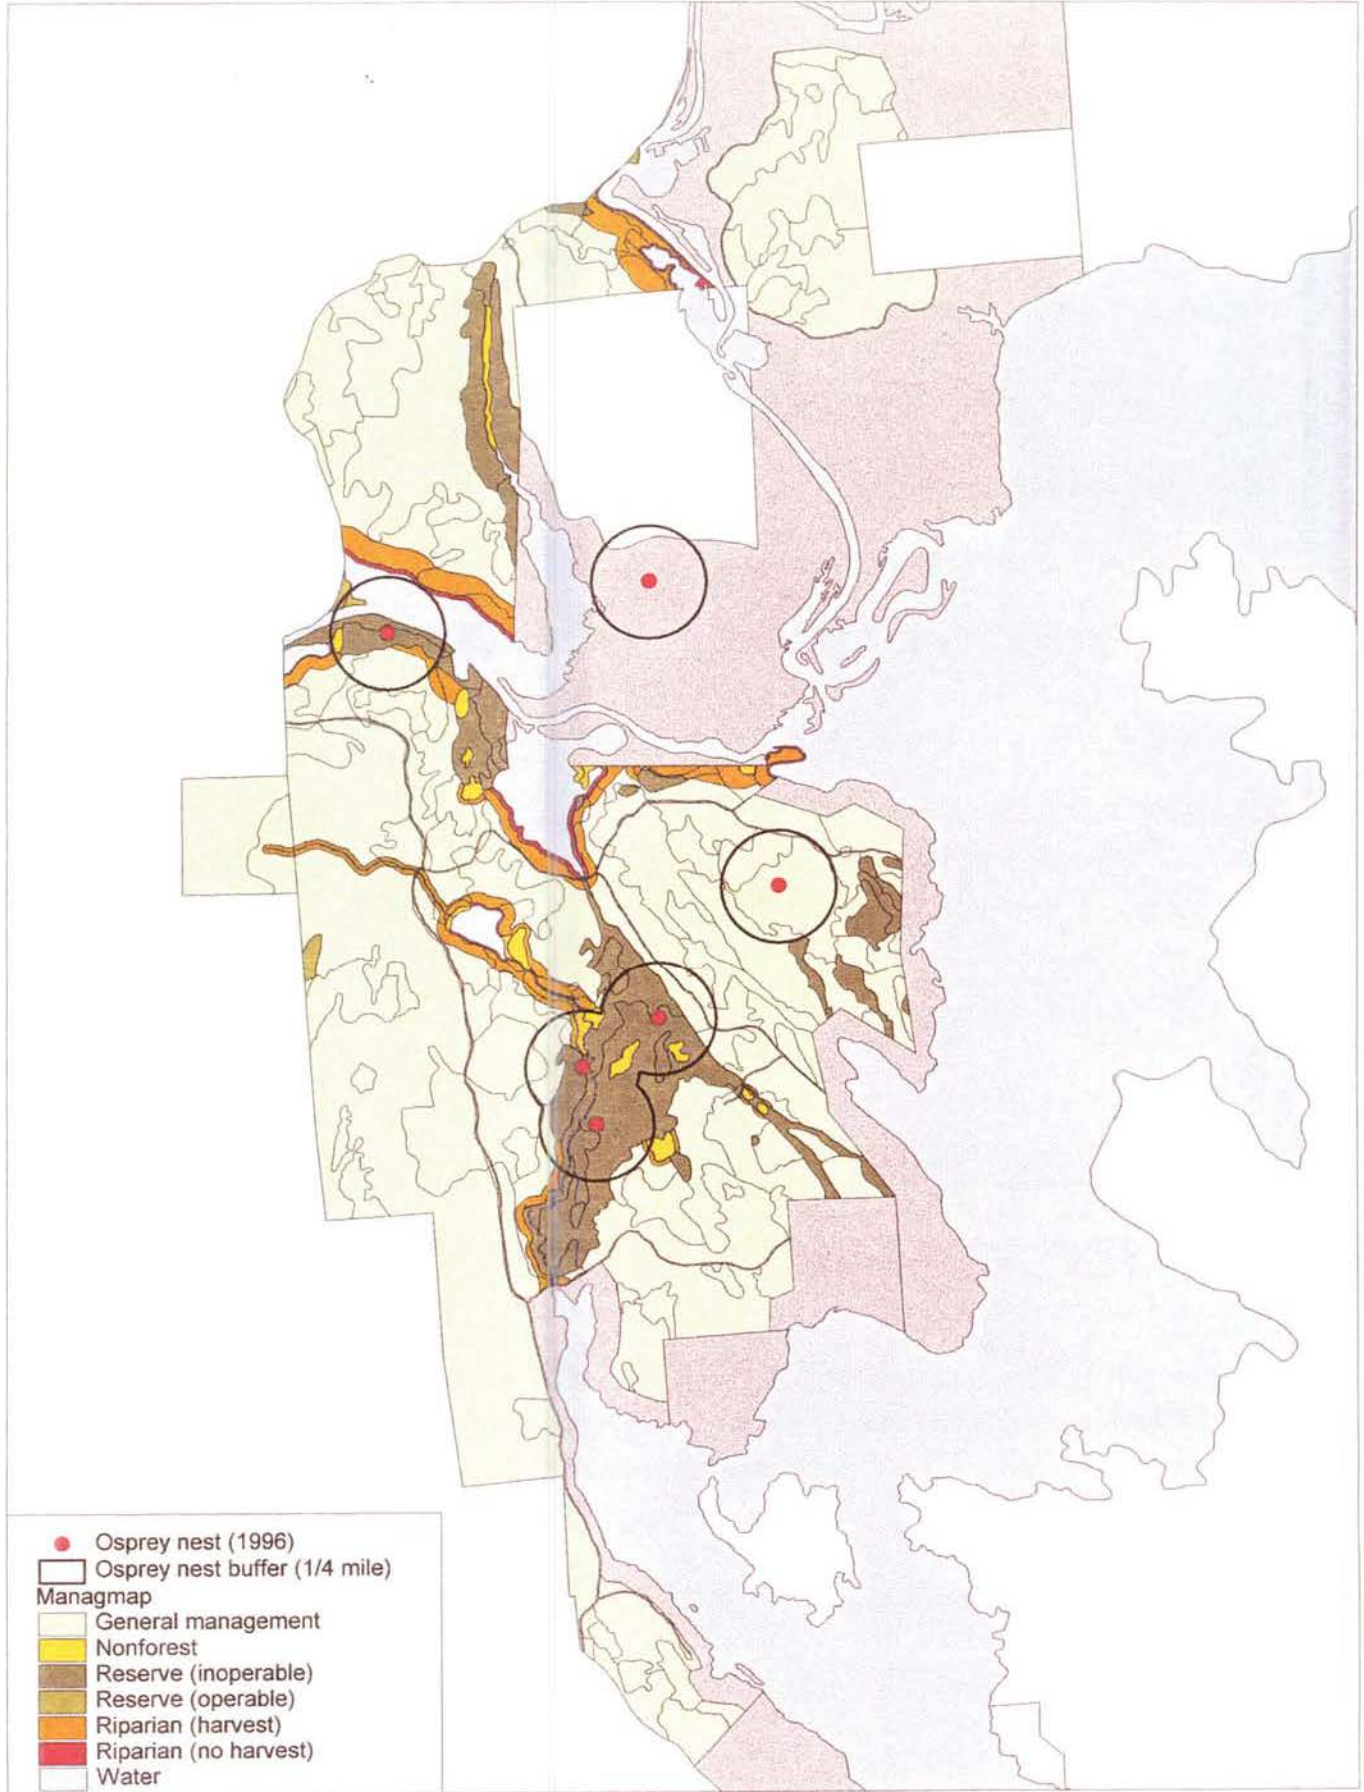 Osprey nest (1996)
Osprey nest buffer (1/4 mile)
Managmap
General management
Nonforest
Reserve (inoperable)
Reserve (operable)
Riparian (harvest)
Riparian (no harvest)
Water